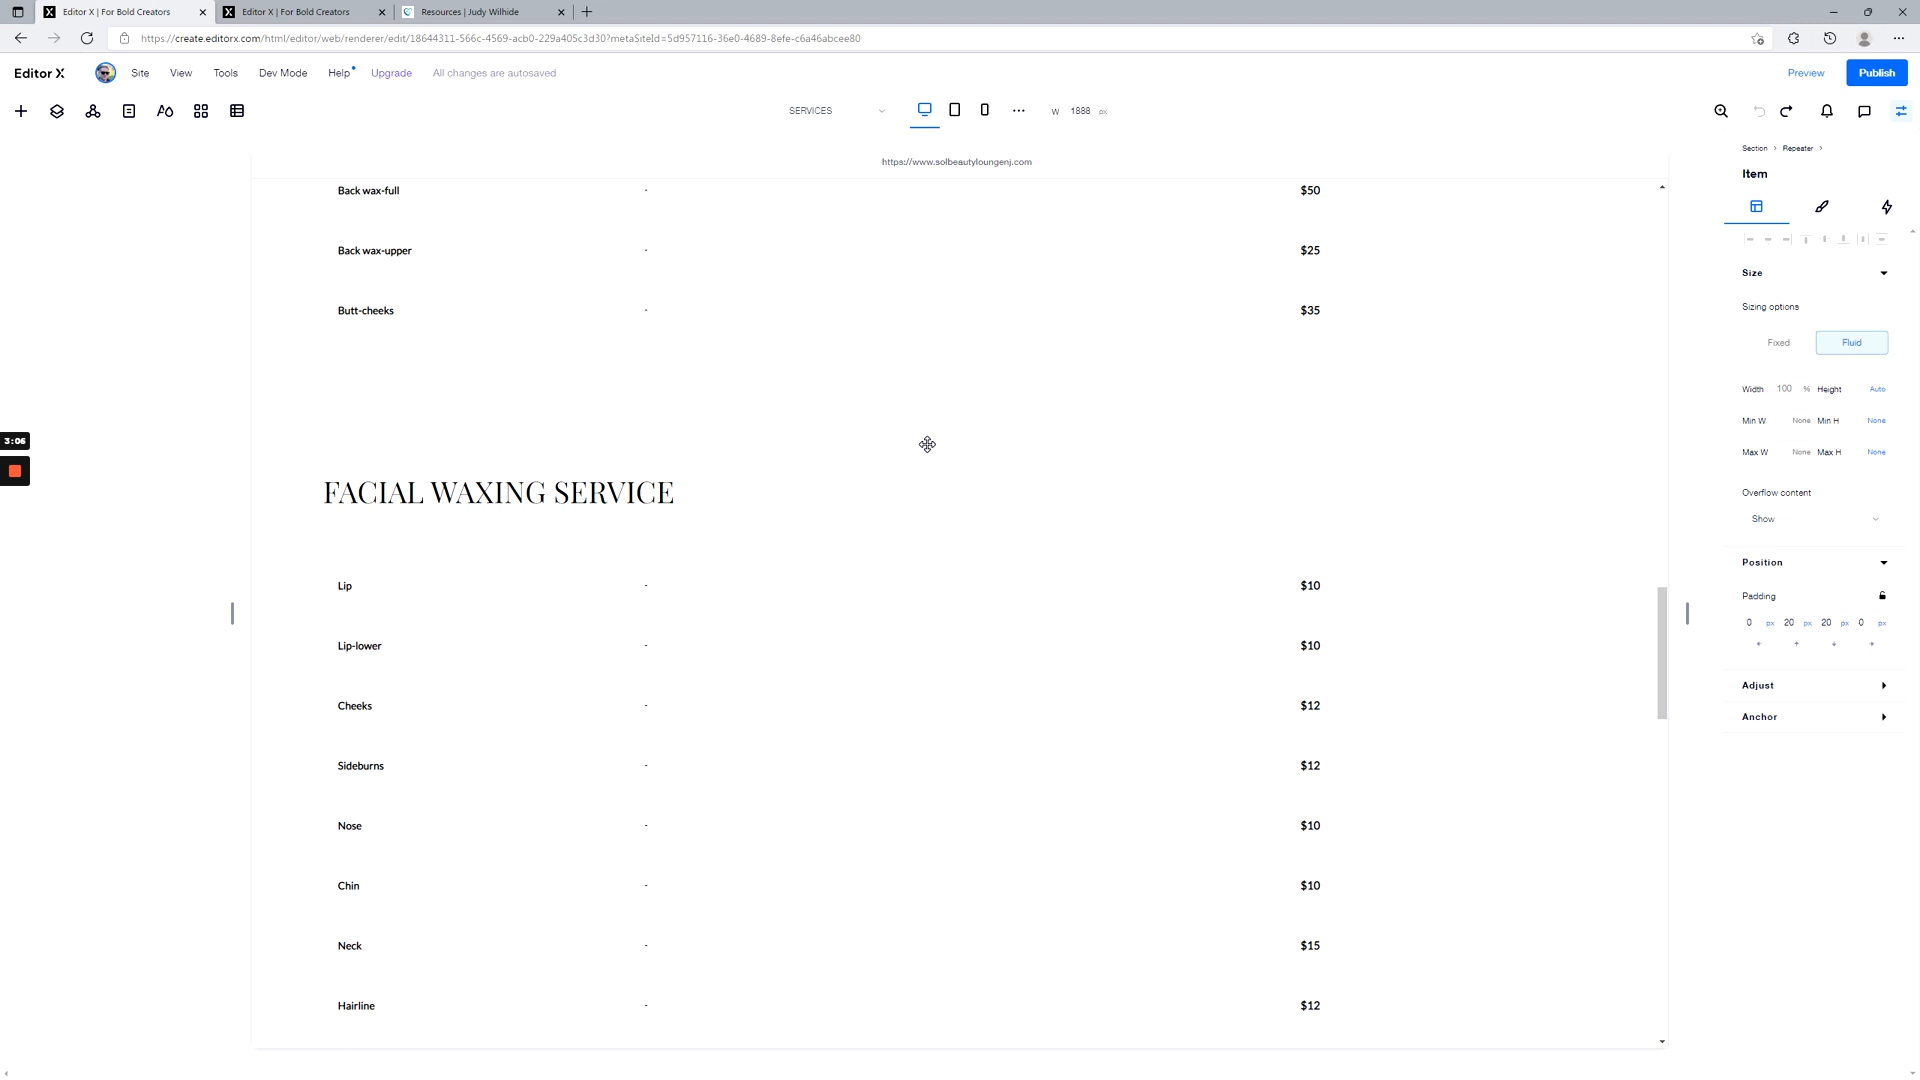 Editor X | For Bold Creators
Editor X | For Bold Creators
Resources | Judy Wilhide
https://create.editorx.com/html/editor/web/renderer/edit/18644311-566c-4569-acb0-229a405c3d30?metaSiteId=5d957116-36e0-4689-8efe-c6a46abcee80
Editor X
Site
View
Tools
Dev Mode
Help
Upgrade
All changes are autosaved
Preview
Publish
SERVICES
W 1888 px
https://www.solbeautyloungenj.com
Back wax-full - $50
Back wax-upper - $25
Butt-cheeks - $35
FACIAL WAXING SERVICE
Lip - $10
Lip-lower - $10
Cheeks - $12
Sideburns - $12
Nose - $10
Chin - $10
Neck - $15
Hairline - $12
3:06
Section > Repeater >
Item
Size
Sizing options
Fixed Fluid
Width 100 % Height Auto
Min W None Min H None
Max W None Max H None
Overflow content
Show
Position
Padding
0 px 20 px 20 px 0 px
Adjust
Anchor